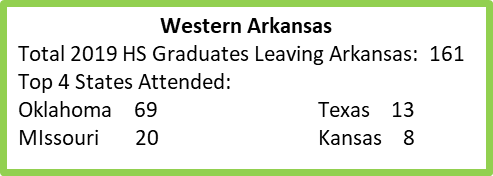 Western Arkansas
Total 2019 HS Graduates Leaving Arkansas: 161
Top 4 States Attended:
Oklahoma 69 Texas 13
MIssouri 20 Kansas 8